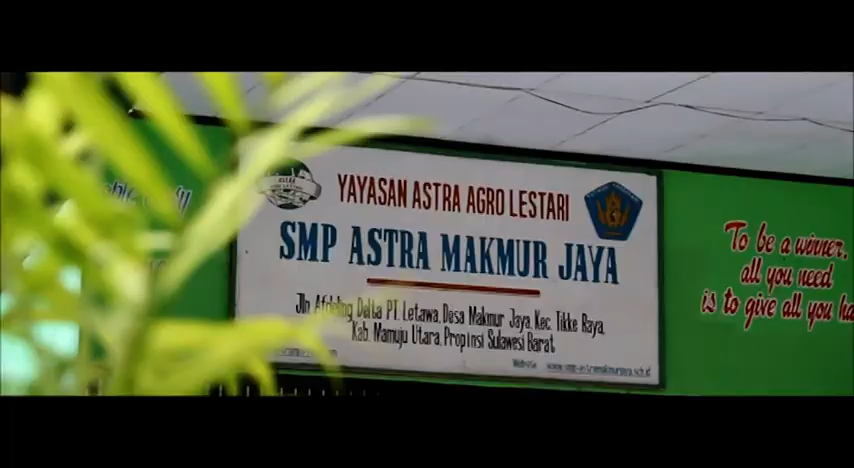 YAYASAN ASTRA AGRO LESTARI
SMP ASTRA MAKMUR JAYA
Jln. Afdeling Delta PT. Letawa, Desa Makmur Jaya, Kec. Tikke Raya,
Kab. Mamuju Utara, Propinsi Sulawesi Barat
Website
To be a winner.
all you need
is to give all you ha